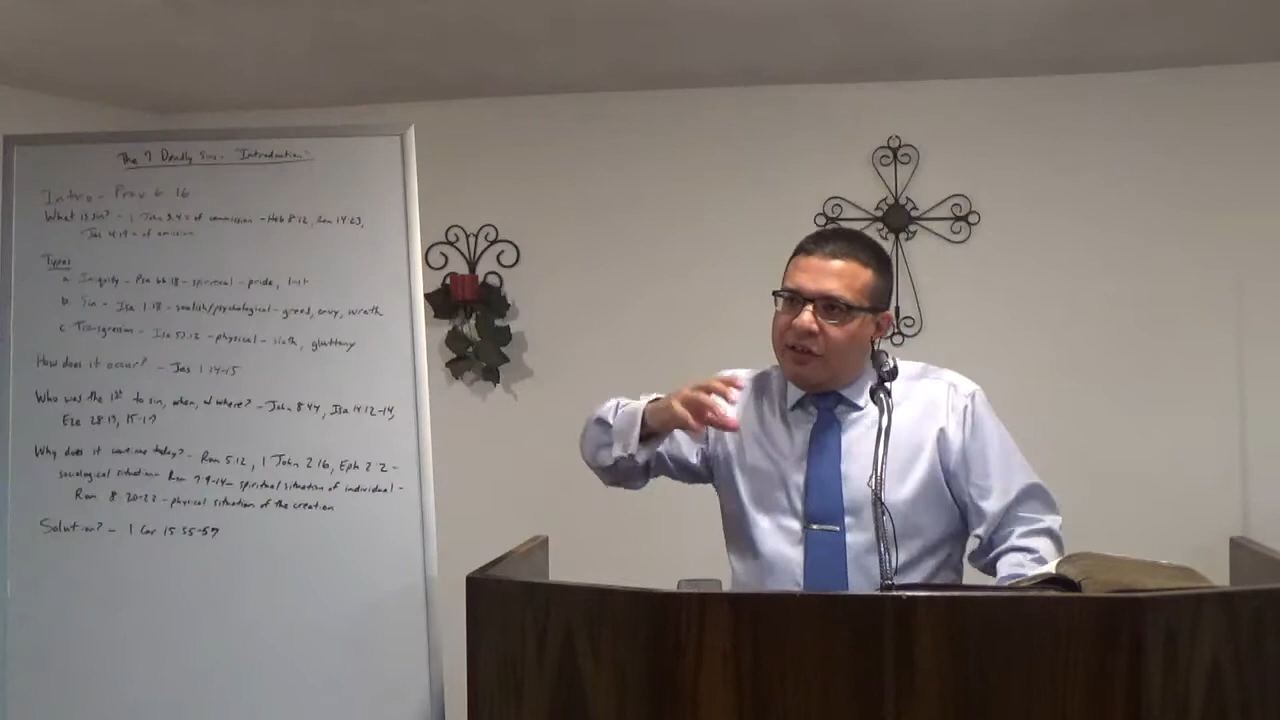 The 7 Deadly Sins - "Introduction"
Intro - Prov 6 16
What is sin? - 1 John 3.4 = of commission - Heb 8:12, Rom 14:23,
Jas 4:17 = of omission
Types
a. Iniquity - Psa 66 18 - spiritual - pride, lust
b. Sin - Isa 1.18 - soulish/psychological - greed, envy, wrath
c. Transgression - Isa 53:12 - physical - sloth, gluttony
How does it occur? - Jas 1 14-15
Who was the 1st to sin, when, & where? - John 8 44, Isa 14 12-14,
Eze 28 13, 15-17
Why does it continue today? - Rom 5 12, 1 John 2 16, Eph 2 2 -
sociological situation - Rom 7 9-14 - spiritual situation of individual -
Rom 8 20-22 - physical situation of the creation
Solution? - 1 Cor 15 55-57